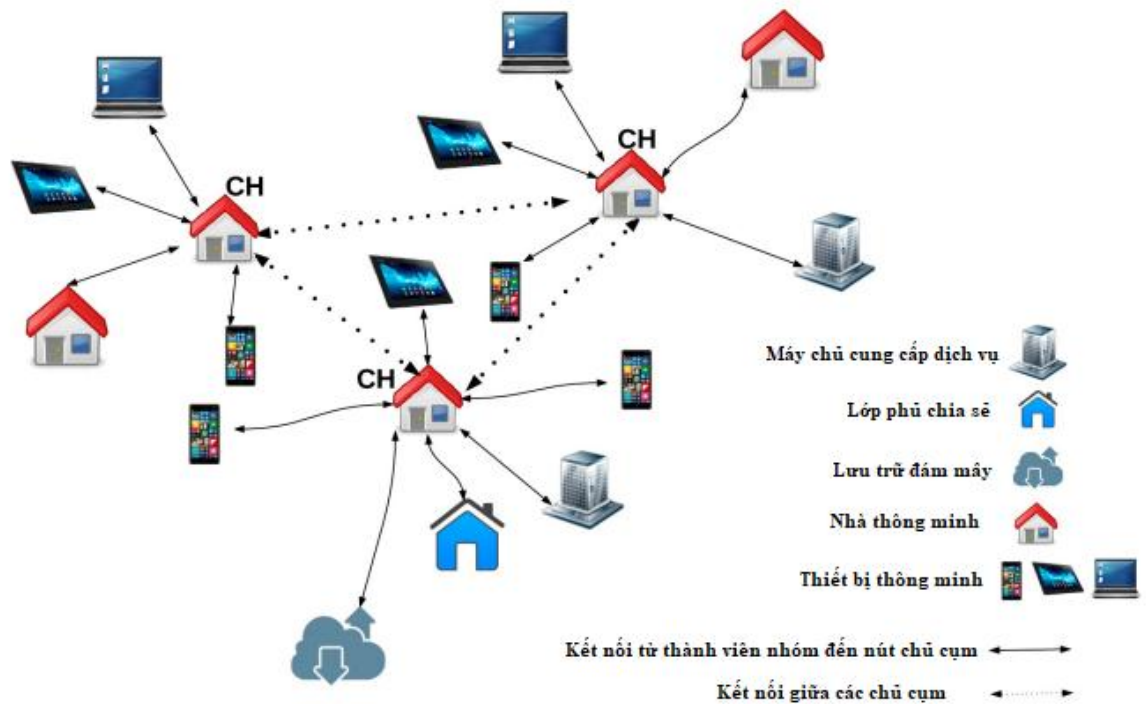 CH
CH
CH
Máy chủ cung cấp dịch vụ
Lớp phủ chia sẻ
Lưu trữ đám mây
Nhà thông minh
Thiết bị thông minh
Kết nối từ thành viên nhóm đến nút chủ cụm
Kết nối giữa các chủ cụm